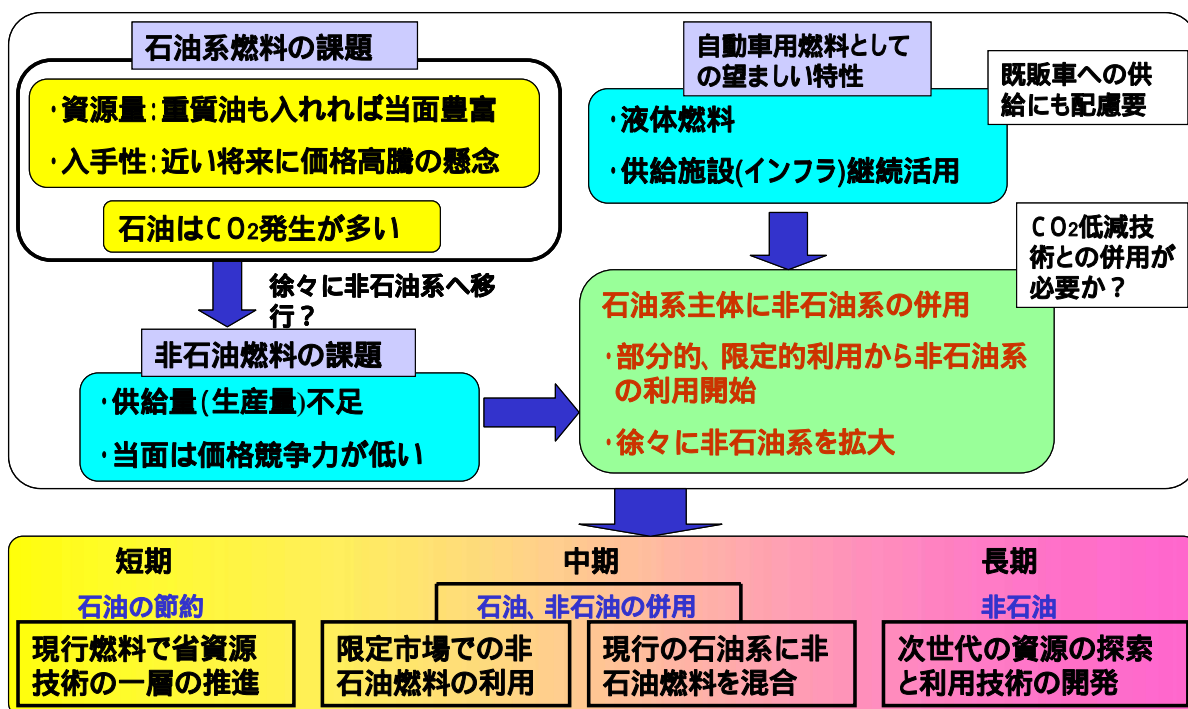 石油系燃料の課題
・資源量：重質油も入れれば当面豊富
・入手性：近い将来に価格高騰の懸念
石油はCO2発生が多い
徐々に非石油系へ移
行？
非石油燃料の課題
・供給量(生産量)不足
・当面は価格競争力が低い
自動車用燃料として
の望ましい特性
・液体燃料
・供給施設(インフラ)継続活用
既販車への供
給にも配慮要
CO2低減技
術との併用が
必要か？
石油系主体に非石油系の併用
・部分的、限定的利用から非石油系
の利用開始
・徐々に非石油系を拡大
短期
石油の節約
現行燃料で省資源
技術の一層の推進
中期
石油、非石油の併用
限定市場での非
石油燃料の利用
現行の石油系に非
石油燃料を混合
長期
非石油
次世代の資源の探索
と利用技術の開発